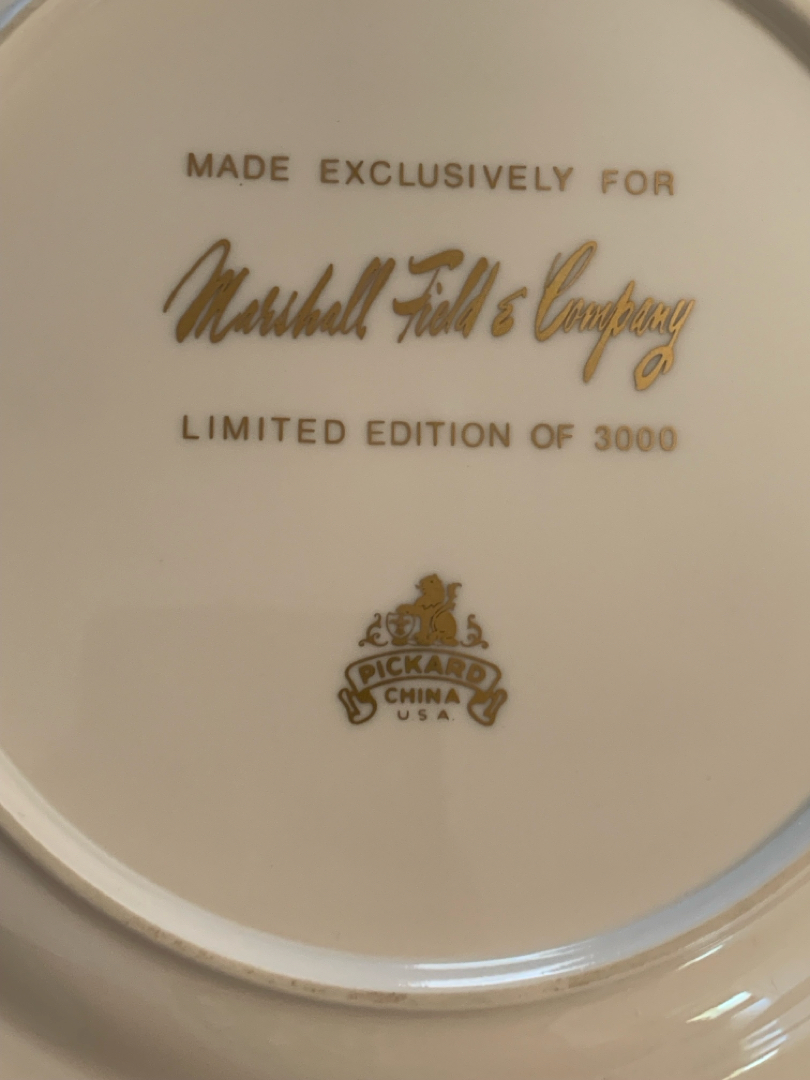 MADE EXCLUSIVELY FOR
Marshall Field & Company
LIMITED EDITION OF 3000
PICKARD
CHINA
U S A.